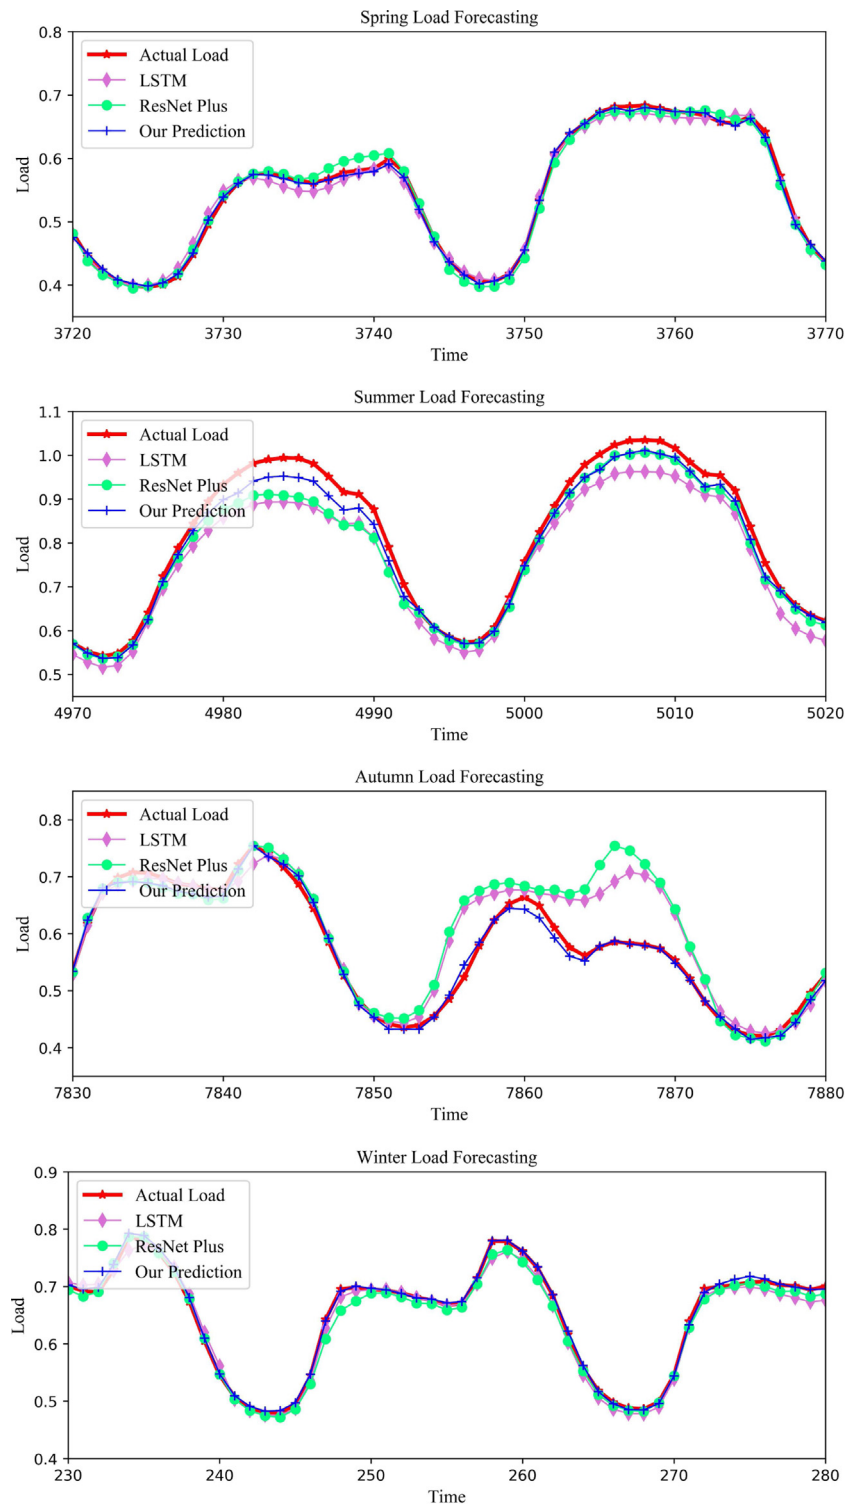 Spring Load Forecasting
0.8
0.7
0.6
0.5
0.4
Load
Actual Load
LSTM
ResNet Plus
Our Prediction
3720 3730 3740 3750 3760 3770
Time
Summer Load Forecasting
1.1
1.0
0.9
0.8
0.7
0.6
0.5
Load
Actual Load
LSTM
ResNet Plus
Our Prediction
4970 4980 4990 5000 5010 5020
Time
Autumn Load Forecasting
0.8
0.7
0.6
0.5
0.4
Load
Actual Load
LSTM
ResNet Plus
Our Prediction
7830 7840 7850 7860 7870 7880
Time
Winter Load Forecasting
0.9
0.8
0.7
0.6
0.5
0.4
Load
Actual Load
LSTM
ResNet Plus
Our Prediction
230 240 250 260 270 280
Time